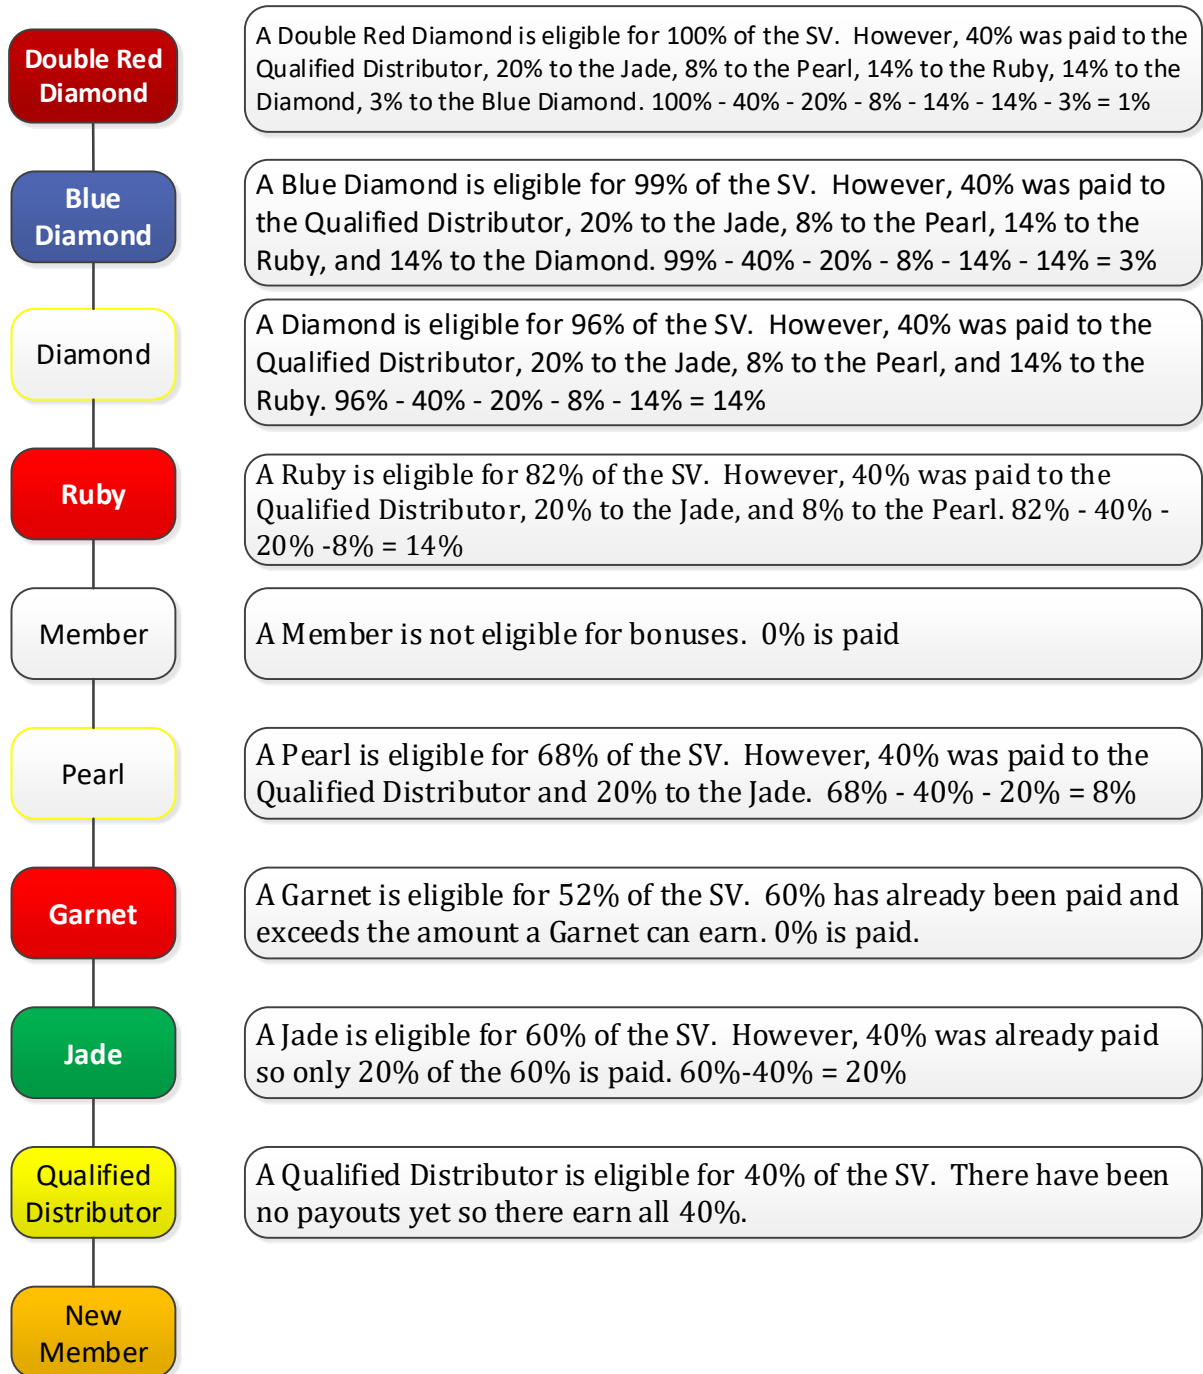 Double Red
Diamond
A Double Red Diamond is eligible for 100% of the SV.  However, 40% was paid to the
Qualified Distributor, 20% to the Jade, 8% to the Pearl, 14% to the Ruby, 14% to the
Diamond, 3% to the Blue Diamond. 100% - 40% - 20% - 8% - 14% - 14% - 3% = 1%
Blue
Diamond
A Blue Diamond is eligible for 99% of the SV.  However, 40% was paid to
the Qualified Distributor, 20% to the Jade, 8% to the Pearl, 14% to the
Ruby, and 14% to the Diamond. 99% - 40% - 20% - 8% - 14% - 14% = 3%
Diamond
A Diamond is eligible for 96% of the SV.  However, 40% was paid to the
Qualified Distributor, 20% to the Jade, 8% to the Pearl, and 14% to the
Ruby. 96% - 40% - 20% - 8% - 14% = 14%
Ruby
A Ruby is eligible for 82% of the SV.  However, 40% was paid to the
Qualified Distributor, 20% to the Jade, and 8% to the Pearl. 82% - 40% -
20% -8% = 14%
Member
A Member is not eligible for bonuses.  0% is paid
Pearl
A Pearl is eligible for 68% of the SV.  However, 40% was paid to the
Qualified Distributor and 20% to the Jade.  68% - 40% - 20% = 8%
Garnet
A Garnet is eligible for 52% of the SV.  60% has already been paid and
exceeds the amount a Garnet can earn. 0% is paid.
Jade
A Jade is eligible for 60% of the SV.  However, 40% was already paid
so only 20% of the 60% is paid. 60%-40% = 20%
Qualified
Distributor
A Qualified Distributor is eligible for 40% of the SV.  There have been
no payouts yet so there earn all 40%.
New
Member